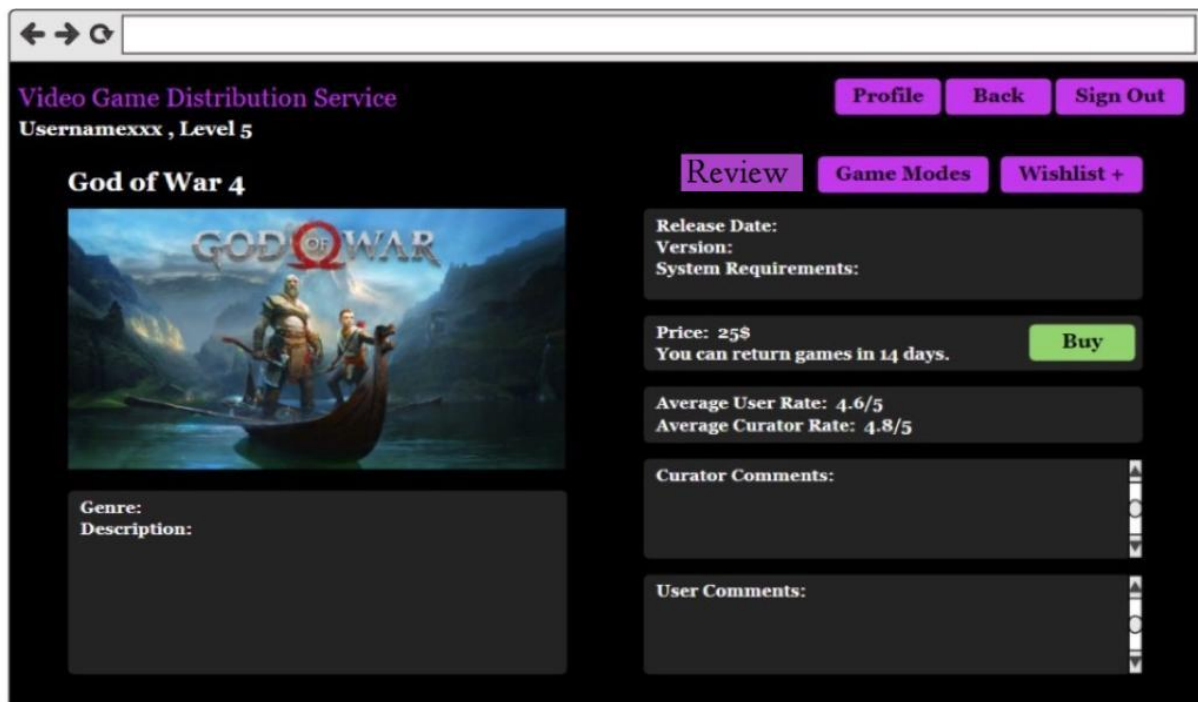 Video Game Distribution Service
Profile
Back
Sign Out
Usernamexxx , Level 5
God of War 4
Review
Game Modes
Wishlist +
GOD OF WAR
Release Date:
Version:
System Requirements:
Price: 25$
You can return games in 14 days.
Buy
Average User Rate: 4.6/5
Average Curator Rate: 4.8/5
Curator Comments:
Genre:
Description:
User Comments: